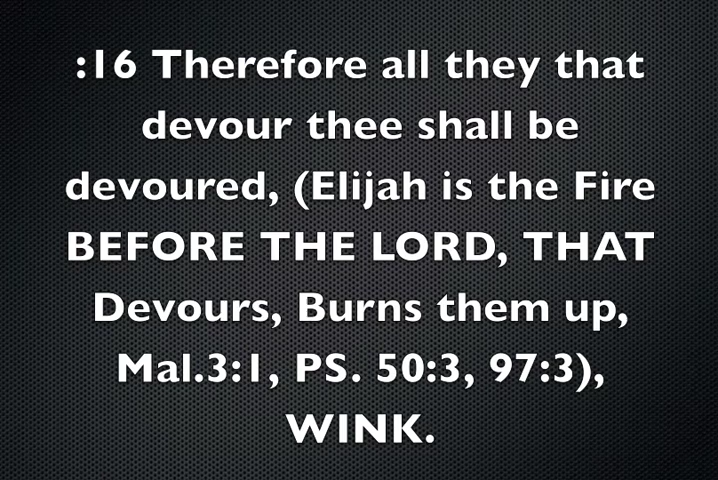 :16 Therefore all they that
devour thee shall be
devoured, (Elijah is the Fire
BEFORE THE LORD, THAT
Devours, Burns them up,
Mal.3:1, PS. 50:3, 97:3),
WINK.